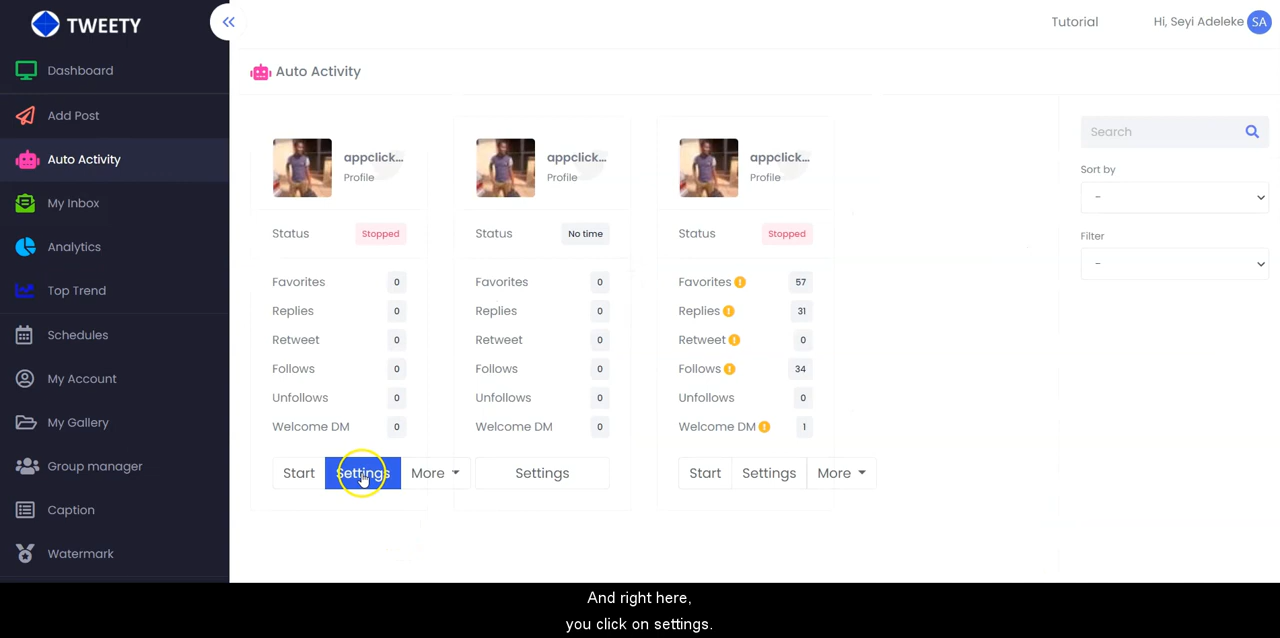 TWEETY
Tutorial
Hi, Seyi Adeleke SA
Dashboard
Add Post
Auto Activity
My Inbox
Analytics
Top Trend
Schedules
My Account
My Gallery
Group manager
Caption
Watermark
Auto Activity
appclick...
Profile
Status Stopped
Favorites 0
Replies 0
Retweet 0
Follows 0
Unfollows 0
Welcome DM 0
Start Settings More
appclick...
Profile
Status No time
Favorites 0
Replies 0
Retweet 0
Follows 0
Unfollows 0
Welcome DM 0
Settings
appclick...
Profile
Status Stopped
Favorites 57
Replies 31
Retweet 0
Follows 34
Unfollows 0
Welcome DM 1
Start Settings More
Search
Sort by
-
Filter
-
And right here,
you click on settings.